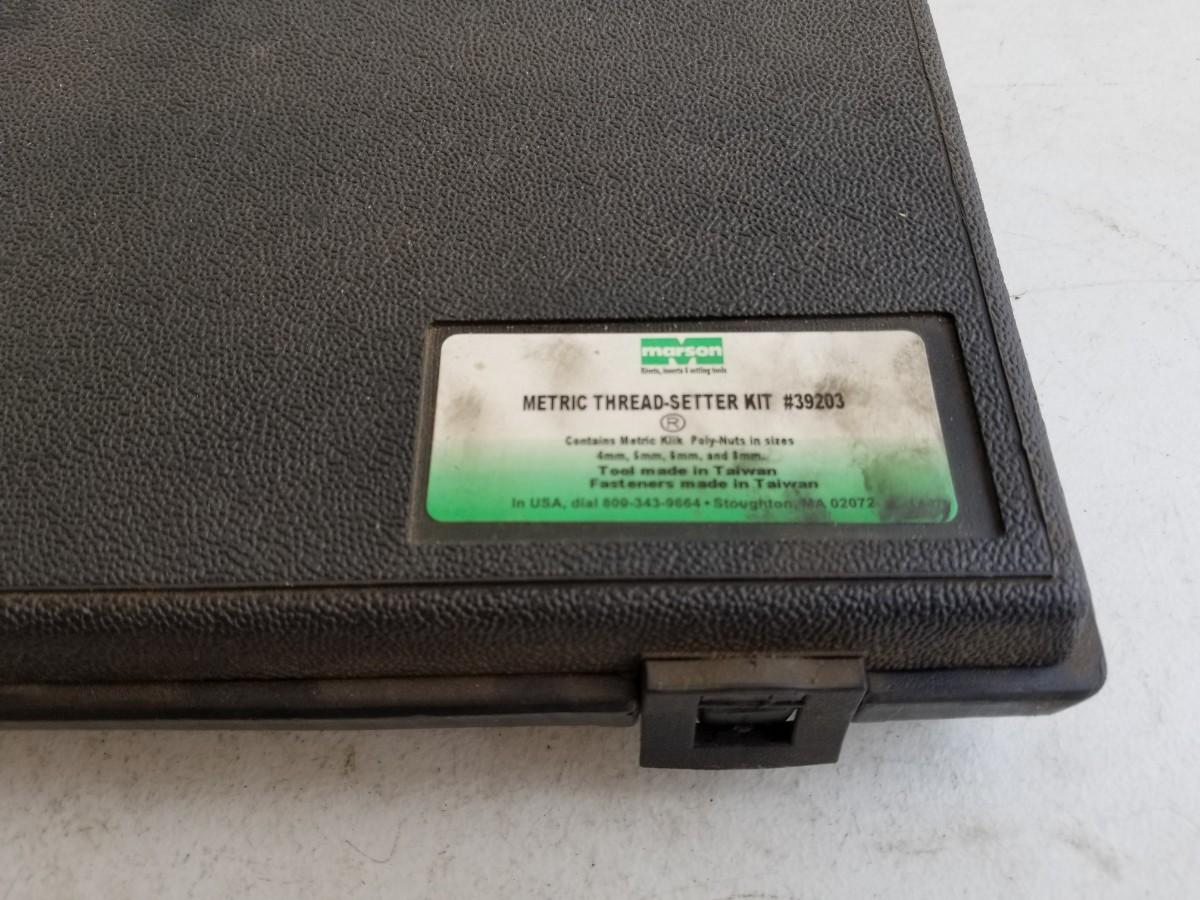 marson
Rivets, inserts & setting tools
METRIC THREAD-SETTER KIT #39203
®
Contains Metric Klik Poly-Nuts in sizes
4mm, 5mm, 6mm, and 8mm.
Tool made in Taiwan
Fasteners made in Taiwan
In USA, dial 800-343-9664 • Stoughton, MA 02072